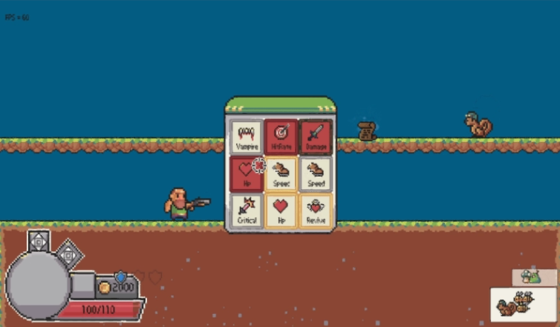 FPS = 60
Vampire HitRate Damage
Hp Speed Speed
Critical Hp Revive
2000
100/110